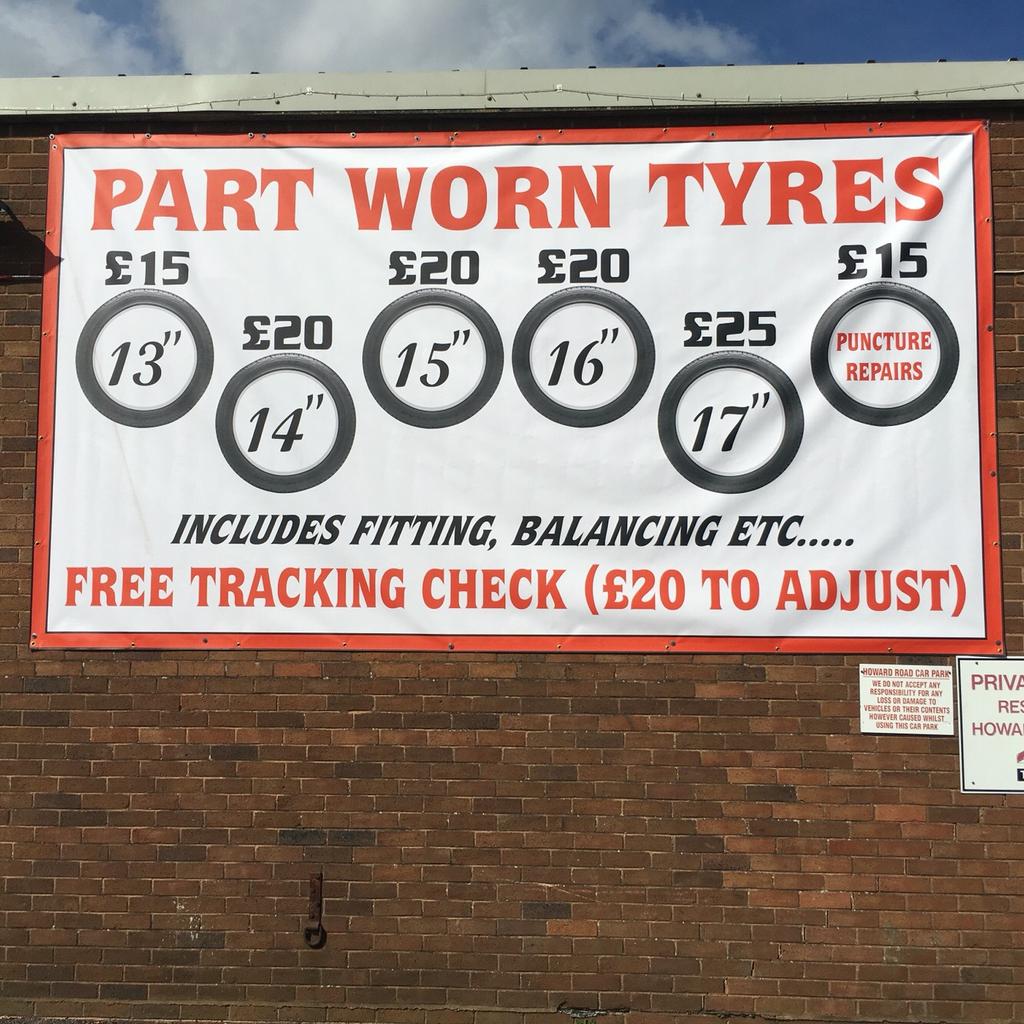 PART WORN TYRES
£15
£20
£20
£20
£25
£15
13"
14"
15"
16"
17"
PUNCTURE
REPAIRS
INCLUDES FITTING, BALANCING ETC.....
FREE TRACKING CHECK (£20 TO ADJUST)
HOWARD ROAD CAR PARK
WE DO NOT ACCEPT ANY
RESPONSIBILITY FOR ANY
LOSS OR DAMAGE TO
VEHICLES OR THEIR CONTENTS
HOWEVER CAUSED WHILST
USING THIS CAR PARK
PRIVA
RES
HOWA